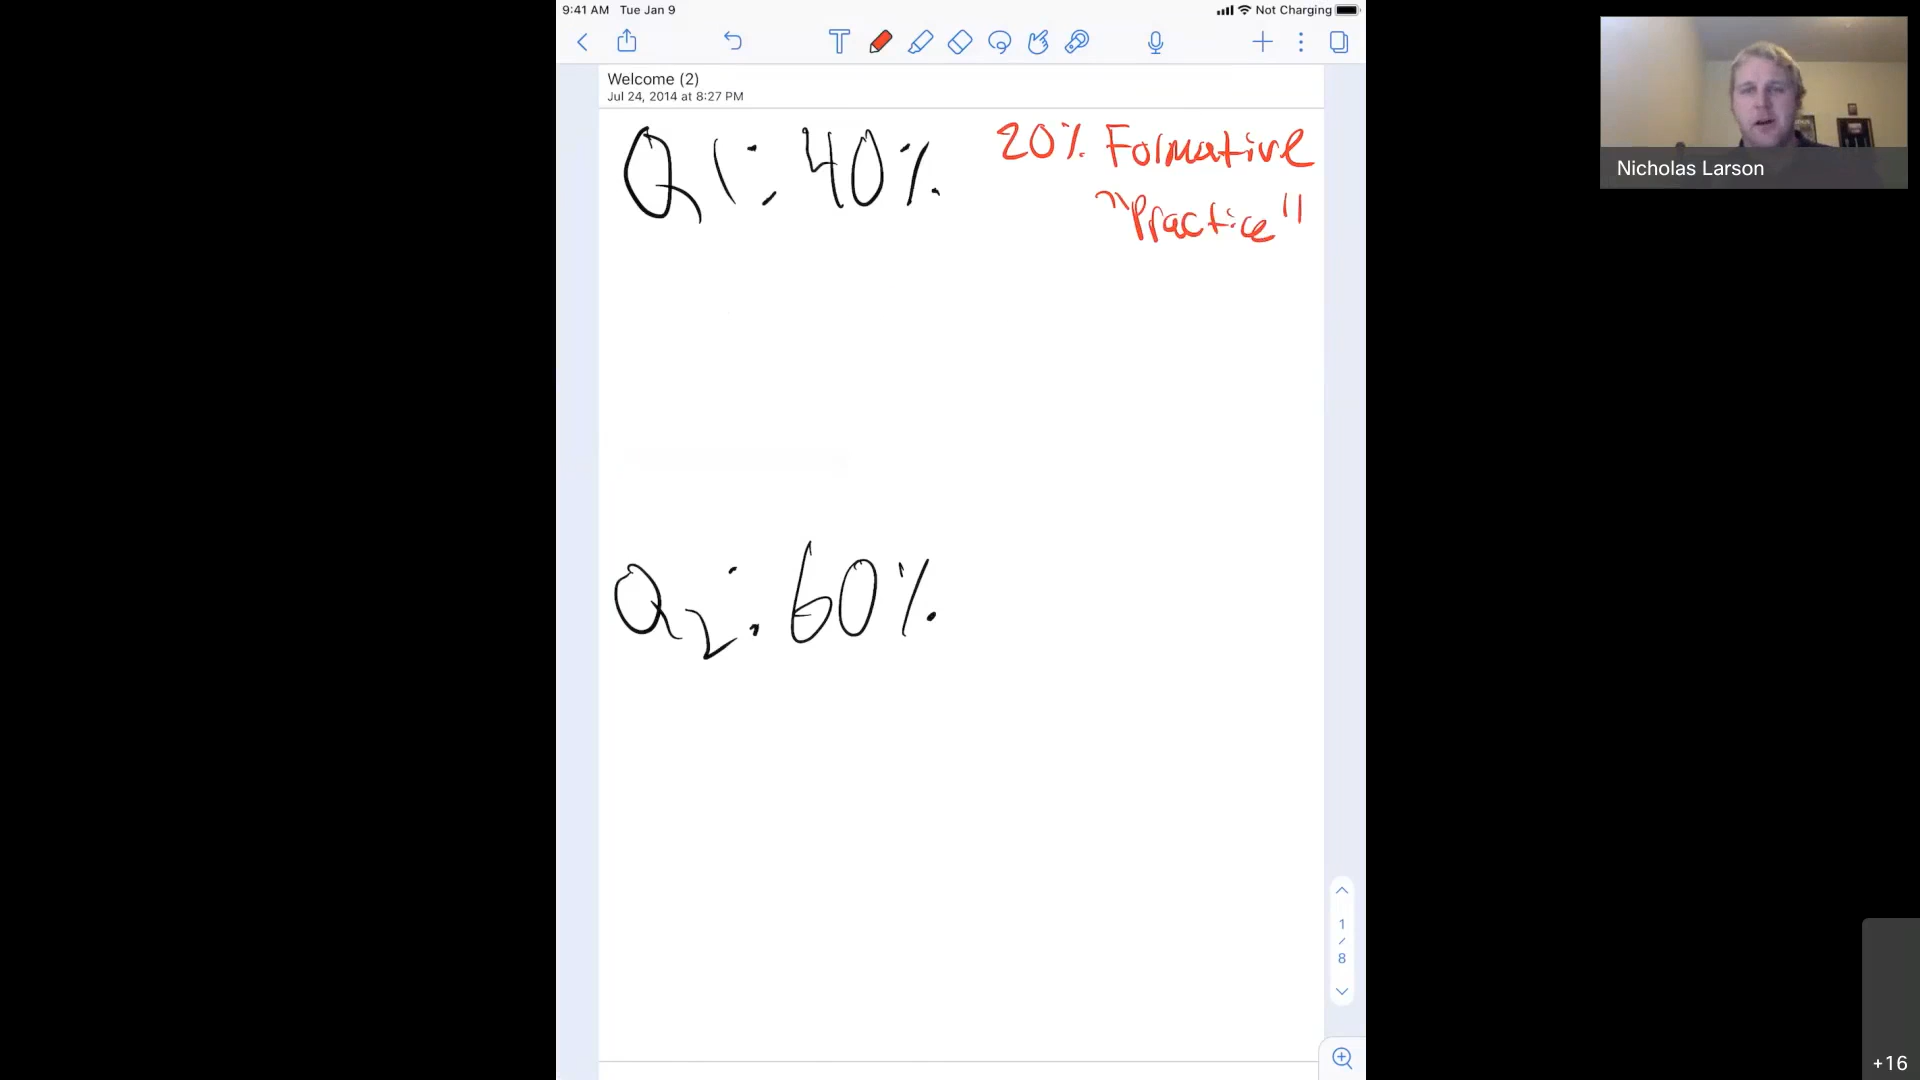 9:41 AM Tue Jan 9
Not Charging
Welcome (2)
Jul 24, 2014 at 8:27 PM
Q1: 40%
20% Formative
"Practice"
Q2: 60%
1
/
8
Nicholas Larson
+16